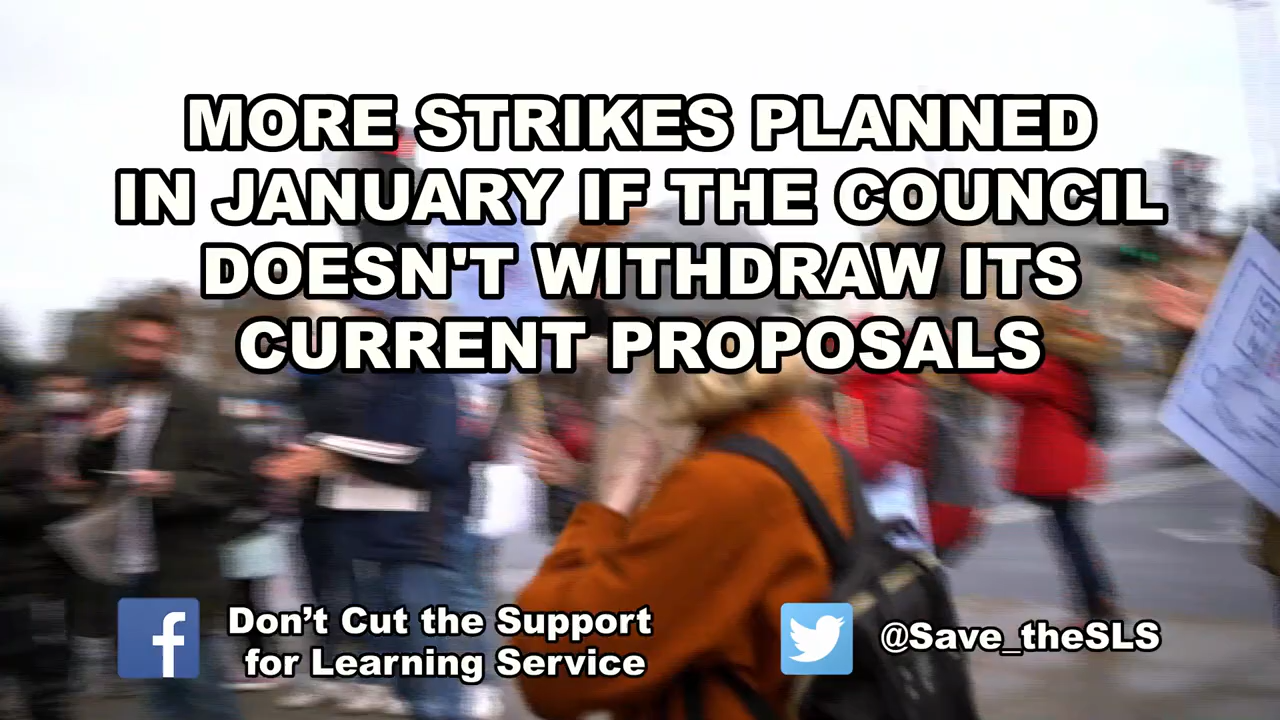 MORE STRIKES PLANNED
IN JANUARY IF THE COUNCIL
DOESN'T WITHDRAW ITS
CURRENT PROPOSALS
Don’t Cut the Support
for Learning Service
@Save_theSLS